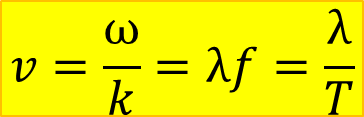 v = ω/k = λf = λ/T